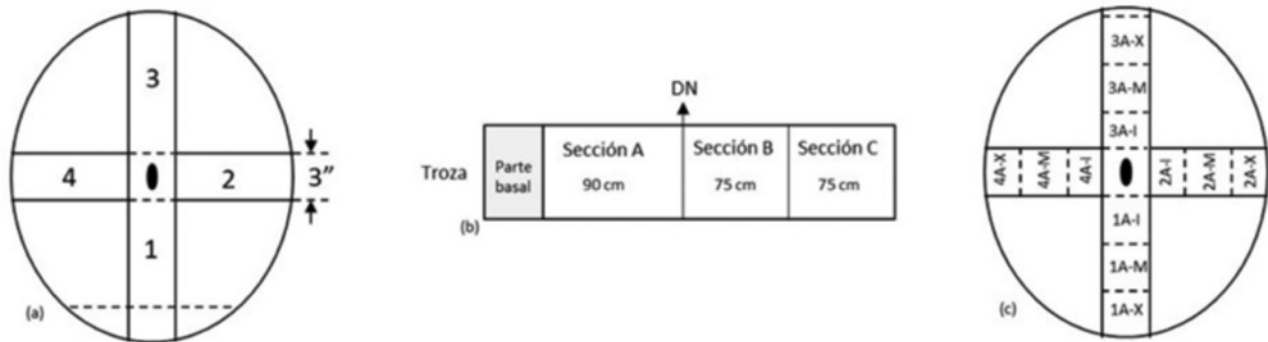 3
4
2
3"
1
(a)
DN
Troza
Parte
basal
Sección A
90 cm
Sección B
75 cm
Sección C
75 cm
(b)
3A-X
3A-M
3A-I
4A-X
4A-M
4A-I
2A-I
2A-M
2A-X
1A-I
1A-M
1A-X
(c)